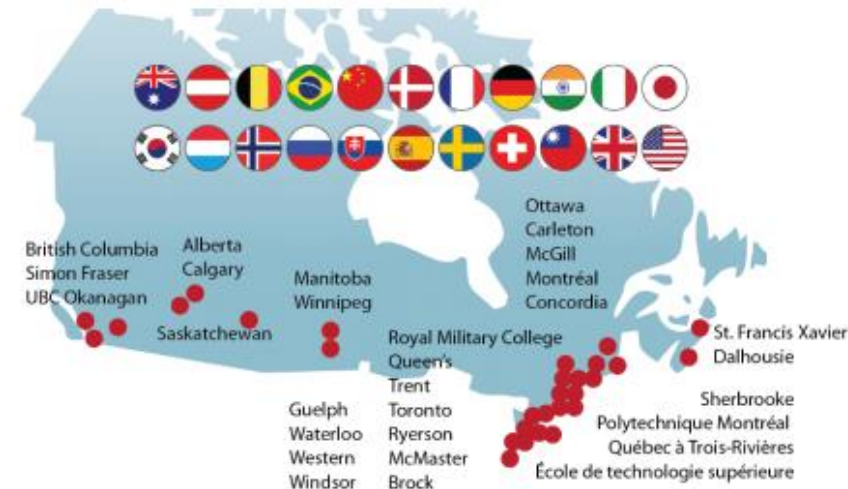 British Columbia
Simon Fraser
UBC Okanagan
Alberta
Calgary
Saskatchewan
Manitoba
Winnipeg
Ottawa
Carleton
McGill
Montréal
Concordia
Royal Military College
Queen's
Trent
Toronto
Ryerson
McMaster
Brock
Guelph
Waterloo
Western
Windsor
St. Francis Xavier
Dalhousie
Sherbrooke
Polytechnique Montréal
Québec à Trois-Rivières
École de technologie supérieure